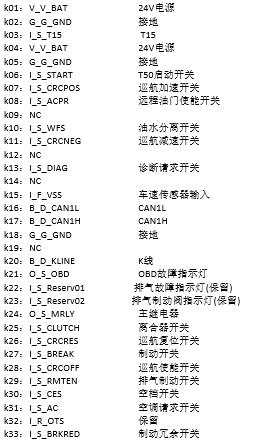 k01: V_V_BAT 24V电源
k02: G_G_GND 接地
k03: I_S_T15 T15
k04: V_V_BAT 24V电源
k05: G_G_GND 接地
k06: I_S_START T50启动开关
k07: I_S_CRCPOS 巡航加速开关
k08: I_S_ACPR 远程油门使能开关
k09: NC
k10: I_S_WFS 油水分离开关
k11: I_S_CRCNEG 巡航减速开关
k12: NC
k13: I_S_DIAG 诊断请求开关
k14: NC
k15: I_F_VSS 车速传感器输入
k16: B_D_CAN1L CAN1L
k17: B_D_CAN1H CAN1H
k18: G_G_GND 接地
k19: NC
k20: B_D_KLINE K线
k21: O_S_OBD OBD故障指示灯
k22: I_S_Reserv01 排气故障指示灯(保留)
k23: I_S_Reserv02 排气制动阀指示灯(保留)
k24: O_S_MRLY 主继电器
k25: I_S_CLUTCH 离合器开关
k26: I_S_CRCRES 巡航复位开关
k27: I_S_BREAK 制动开关
k28: I_S_CRCOFF 巡航使能开关
k29: I_S_RMTEN 排气制动开关
k30: I_S_CES 空档开关
k31: I_S_AC 空调请求开关
k32: I_R_OTS 保留
k33: I_S_BRKRED 制动冗余开关